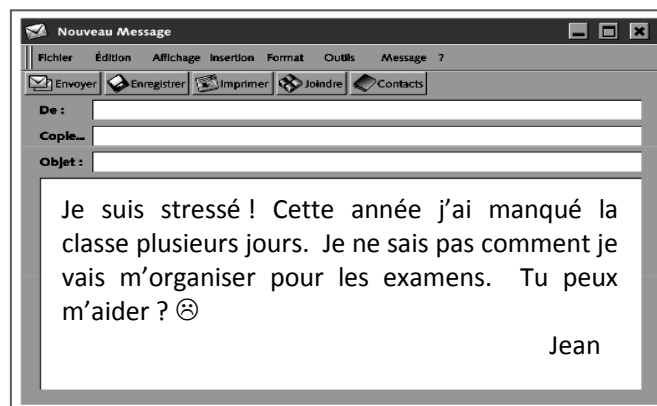 Nouveau Message
Fichier Édition Affichage Insertion Format Outils Message ?
Envoyer Enregistrer Imprimer Joindre Contacts
De :
Copie...
Objet :
Je suis stressé ! Cette année j'ai manqué la
classe plusieurs jours. Je ne sais pas comment je
vais m'organiser pour les examens. Tu peux
m'aider ? ☹
Jean